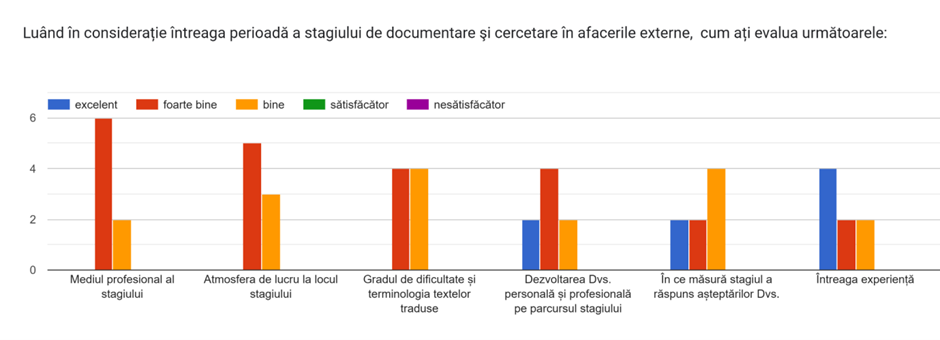 Luând în considerație întreaga perioadă a stagiului de documentare şi cercetare în afacerile externe, cum ați evalua următoarele:
excelent foarte bine bine sătisfăcător nesătisfăcător
6
4
2
0
Mediul profesional al
stagiului
Atmosfera de lucru la locul
stagiului
Gradul de dificultate și
terminologia textelor
traduse
Dezvoltarea Dvs.
personală și profesională
pe parcursul stagiului
În ce măsură stagiul a
răspuns așteptărilor Dvs.
Întreaga experiență